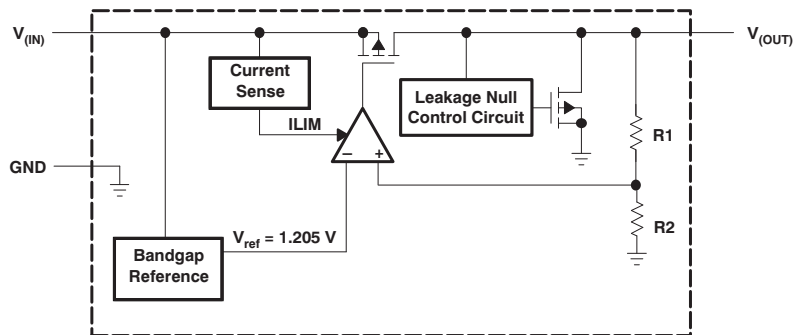 V(IN)
V(OUT)
Current
Sense
Leakage Null
Control Circuit
ILIM
R1
– +
GND
R2
Vref = 1.205 V
Bandgap
Reference